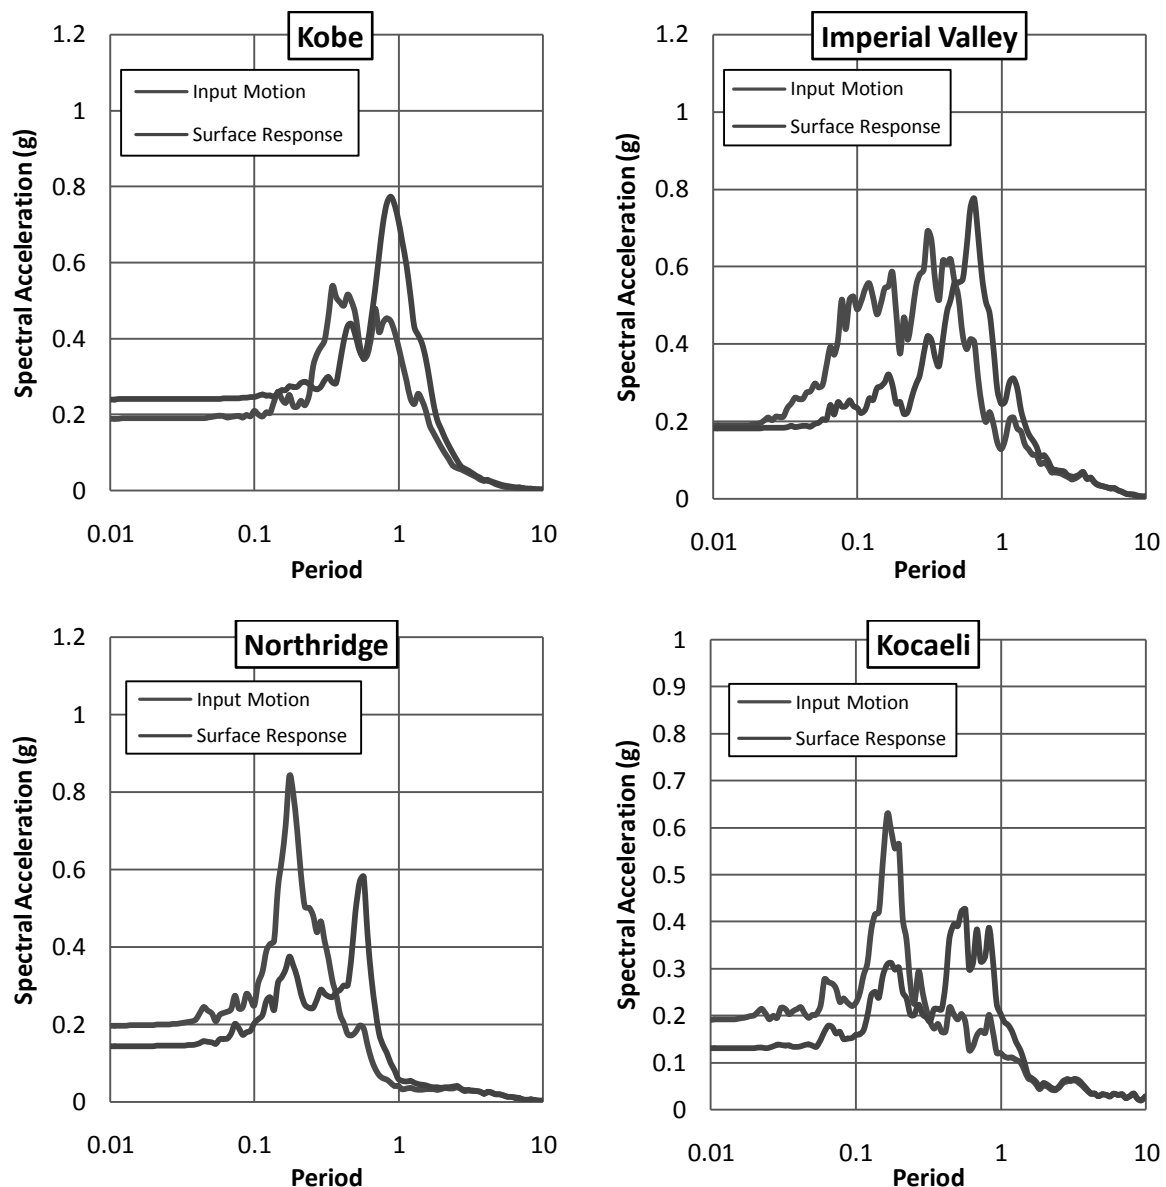 Kobe
Input Motion
Surface Response
Spectral Acceleration (g)
1.2
1
0.8
0.6
0.4
0.2
0
0.01 0.1 1 10
Period
Imperial Valley
Input Motion
Surface Response
Spectral Acceleration (g)
1.2
1
0.8
0.6
0.4
0.2
0
0.01 0.1 1 10
Period
Northridge
Input Motion
Surface Response
Spectral Acceleration (g)
1.2
1
0.8
0.6
0.4
0.2
0
0.01 0.1 1 10
Period
Kocaeli
Input Motion
Surface Response
Spectral Acceleration (g)
1
0.9
0.8
0.7
0.6
0.5
0.4
0.3
0.2
0.1
0
0.01 0.1 1 10
Period